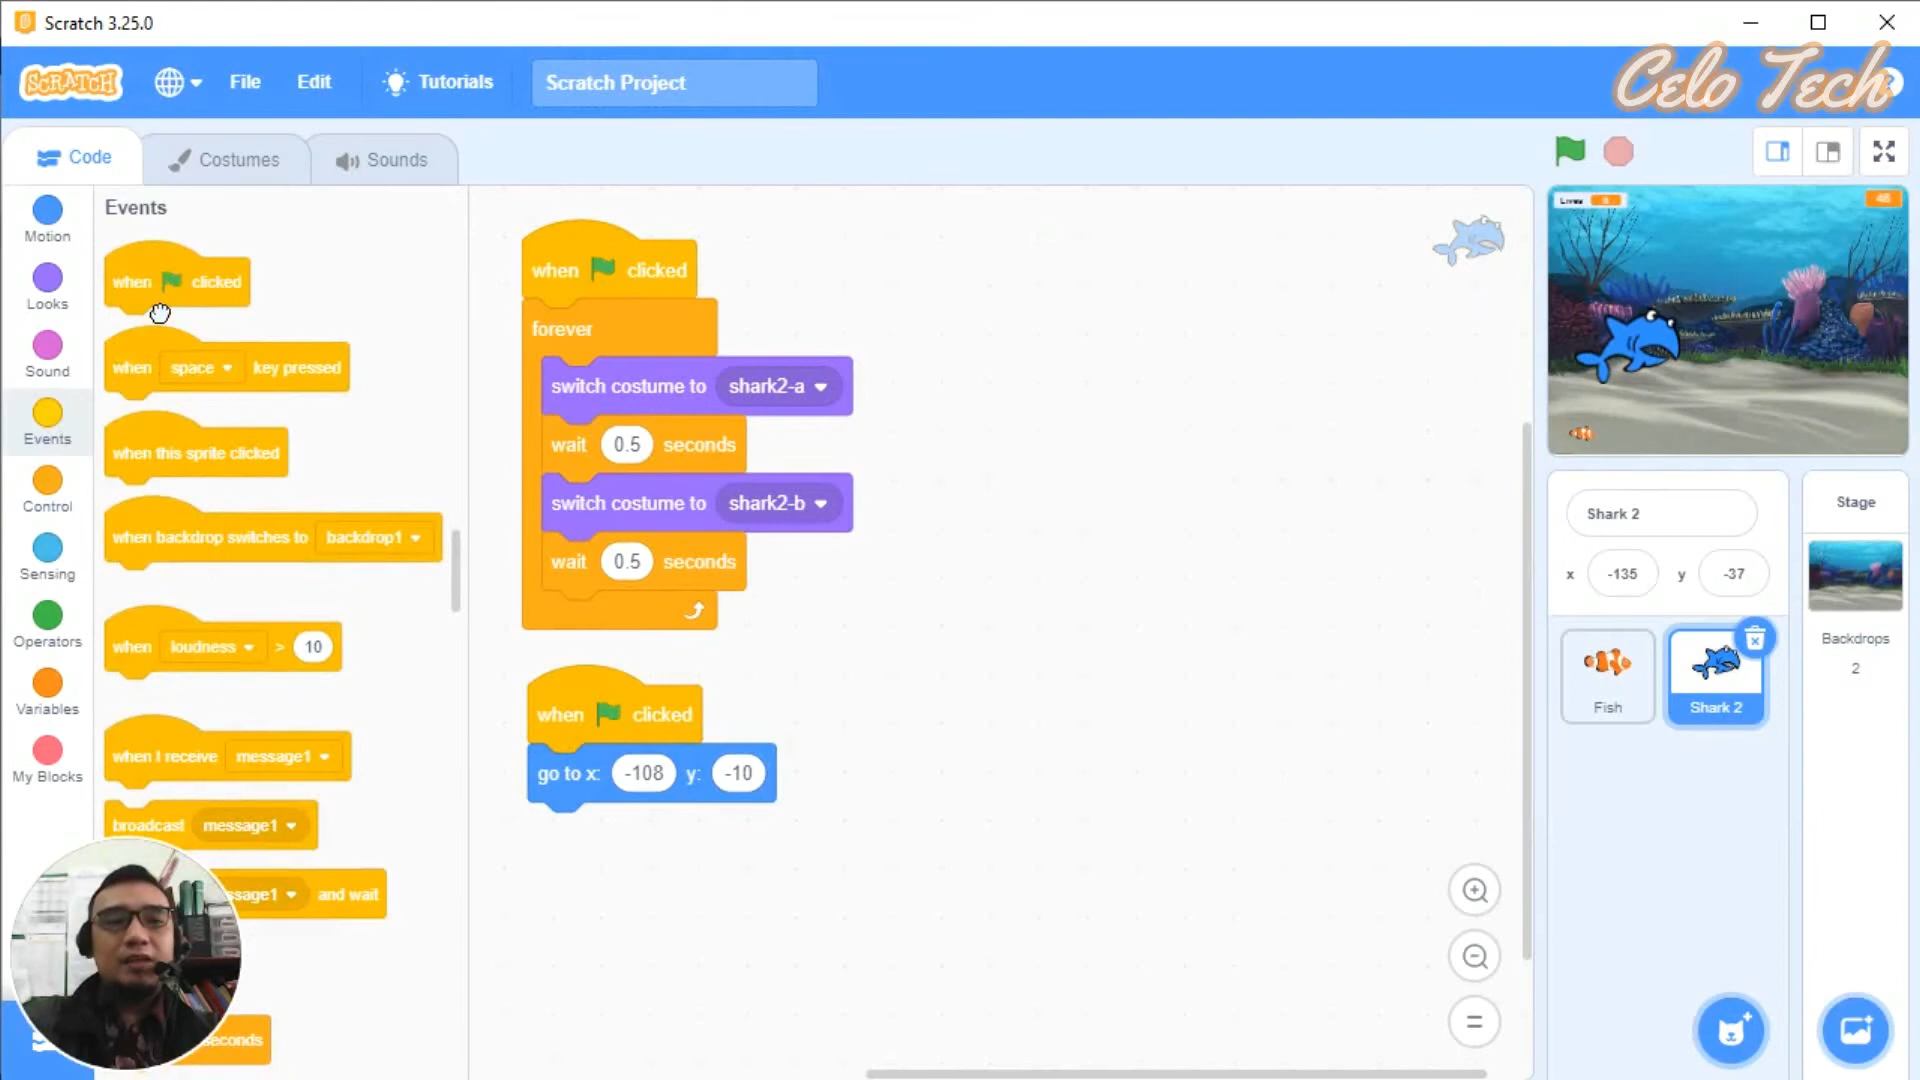 Scratch 3.25.0
SCRATCH
File
Edit
Tutorials
Scratch Project
Celo Tech
Code
Costumes
Sounds
Motion
Looks
Sound
Events
Control
Sensing
Operators
Variables
My Blocks
Events
when clicked
when space key pressed
when this sprite clicked
when backdrop switches to backdrop1
when loudness > 10
when I receive message1
broadcast message1
ssage1 and wait
seconds
when clicked
forever
switch costume to shark2-a
wait 0.5 seconds
switch costume to shark2-b
wait 0.5 seconds
when clicked
go to x: -108 y: -10
Lives
Shark 2
x -135 y -37
Fish
Shark 2
Stage
Backdrops
2